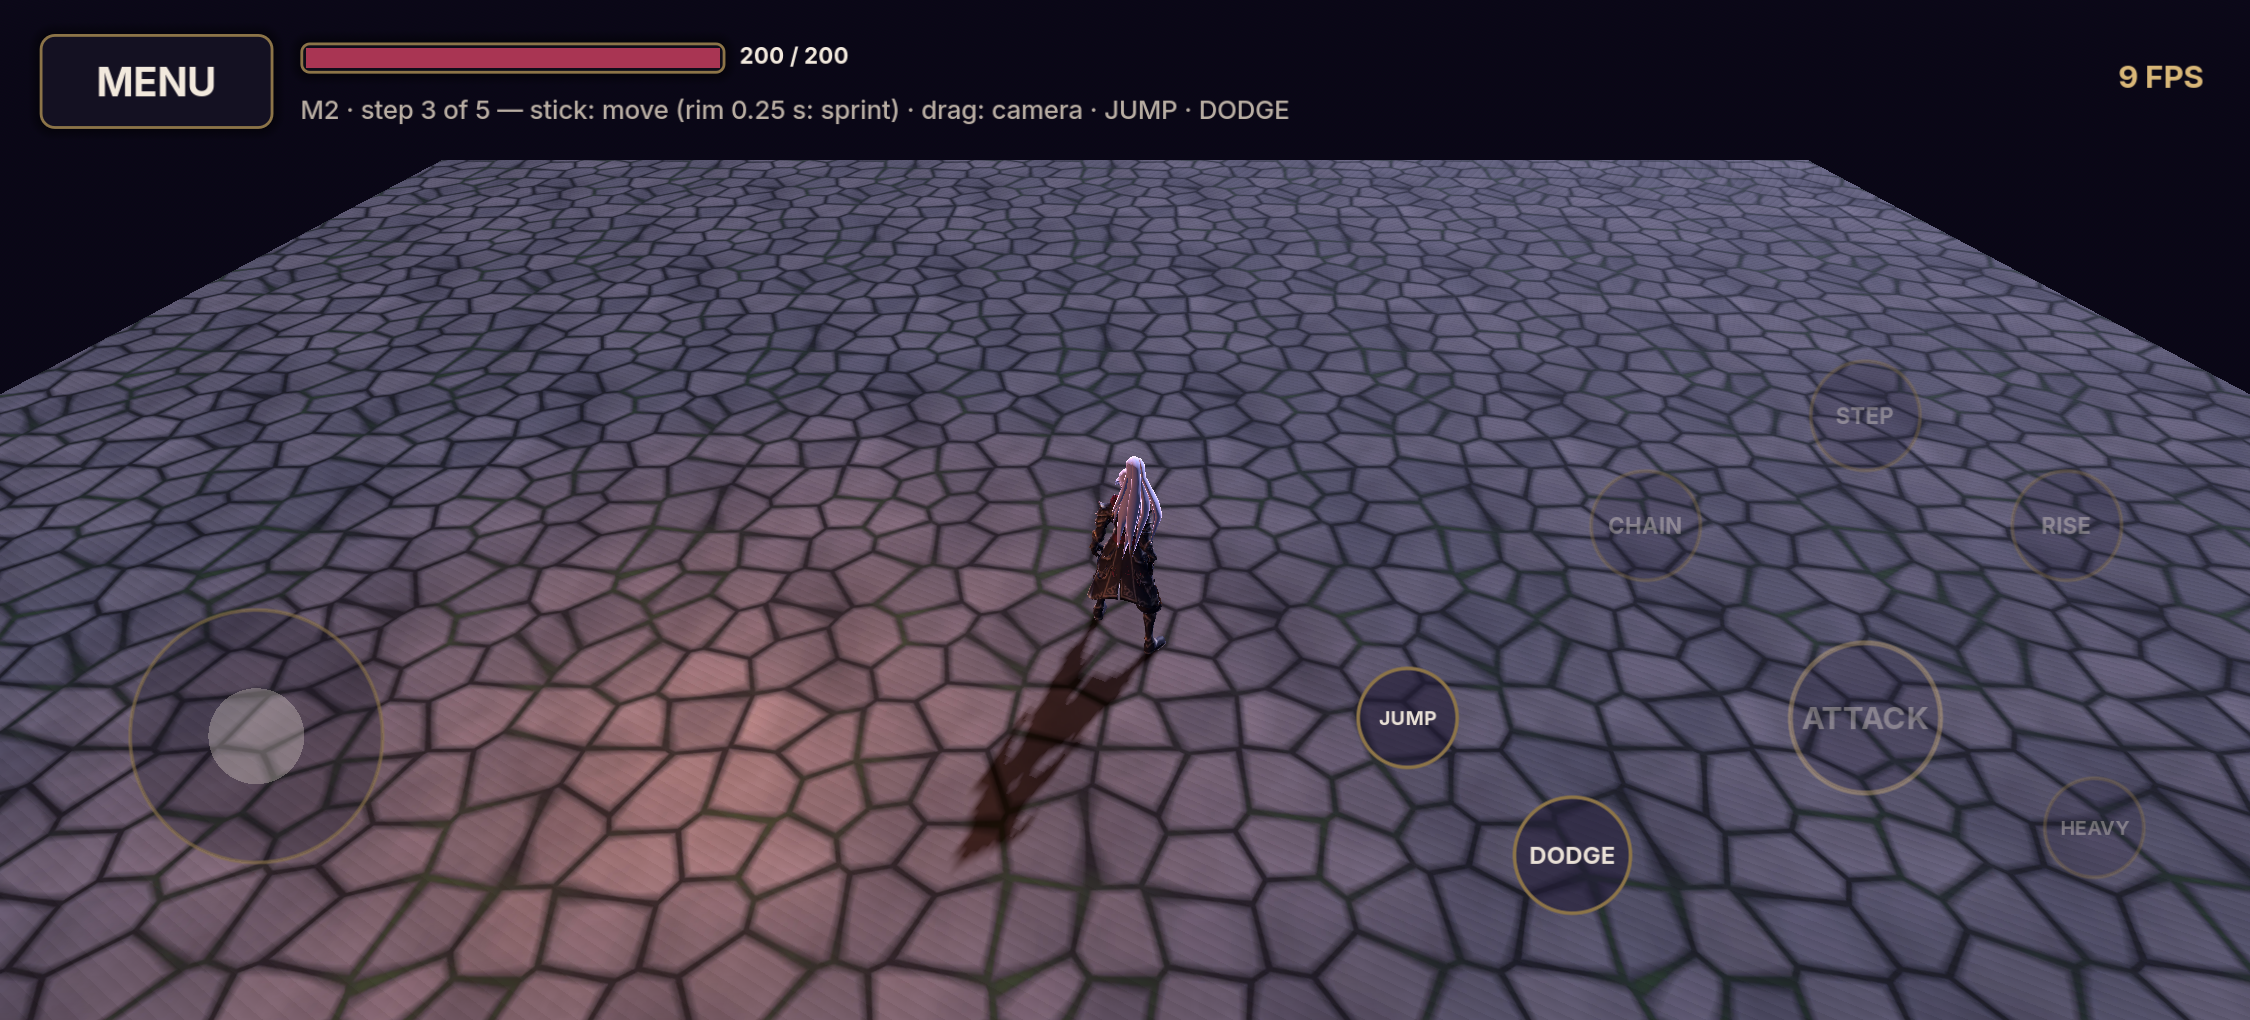 MENU
200 / 200
9 FPS
M2 · step 3 of 5 — stick: move (rim 0.25 s: sprint) · drag: camera · JUMP · DODGE
STEP
CHAIN
RISE
JUMP
ATTACK
DODGE
HEAVY